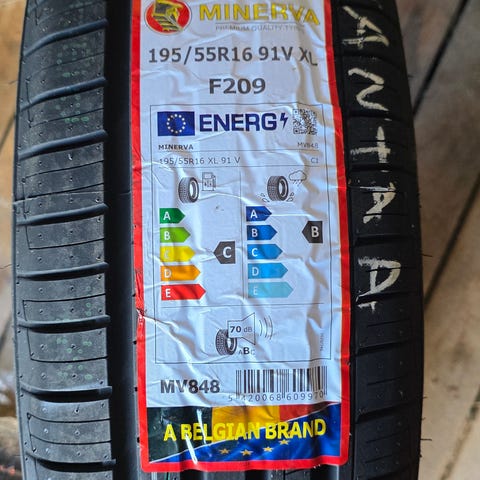 MINERVA
PREMIUM QUALITY TYRES
195/55R16 91V XL
F209
ENERG
MINERVA MV848
195/55R16 XL 91 V C1
A A
B B B
C C C
D D
E E
70 dB
ABC
MV848
5 420068 609970
A BELGIAN BRAND
ANTAA